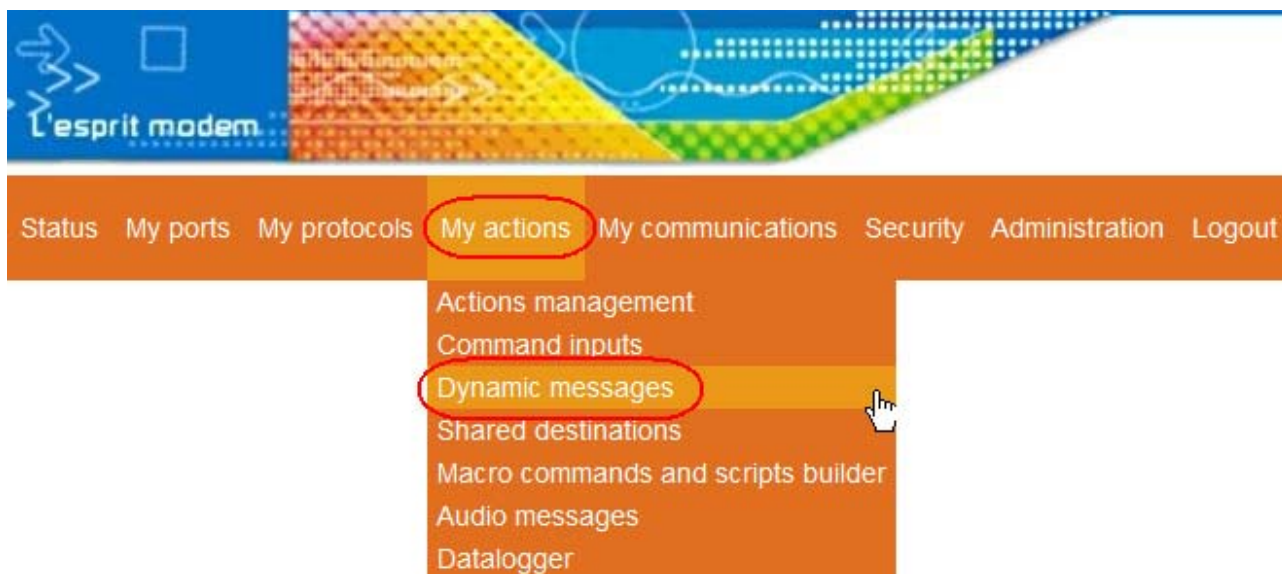 L'esprit modem
Status My ports My protocols My actions My communications Security Administration Logout
Actions management
Command inputs
Dynamic messages
Shared destinations
Macro commands and scripts builder
Audio messages
Datalogger